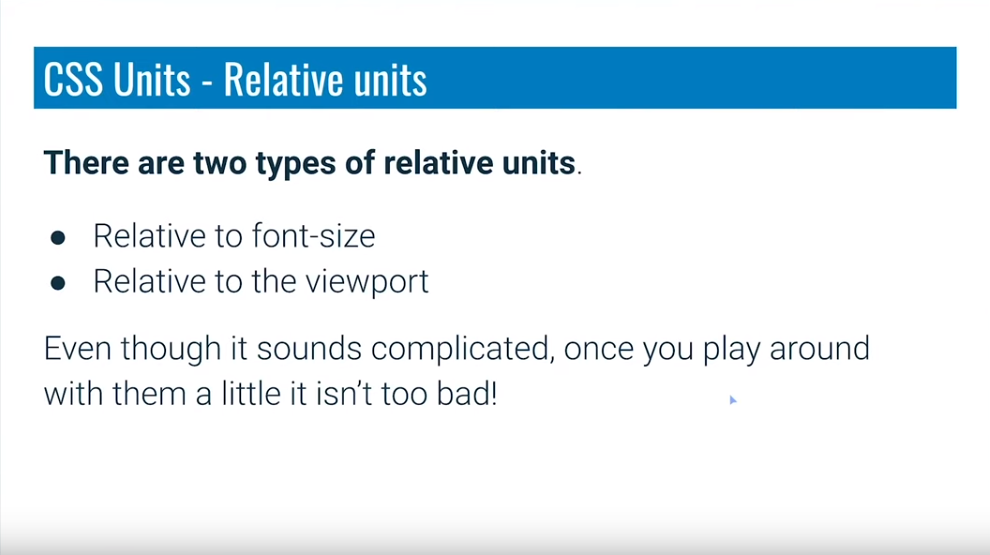 CSS Units - Relative units
There are two types of relative units.
● Relative to font-size
● Relative to the viewport
Even though it sounds complicated, once you play around
with them a little it isn’t too bad!